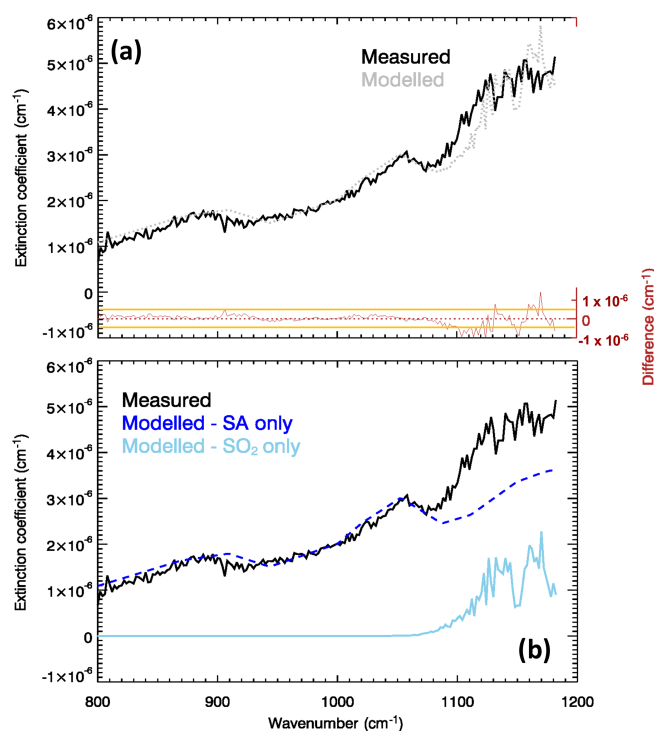 6×10⁻⁶
(a)
Measured
Modelled
5×10⁻⁶
4×10⁻⁶
3×10⁻⁶
2×10⁻⁶
1×10⁻⁶
0
-1×10⁻⁶
Extinction coefficient (cm⁻¹)
1 x 10⁻⁶
0
-1 x 10⁻⁶
Difference (cm⁻¹)
6×10⁻⁶
Measured
Modelled - SA only
Modelled - SO₂ only
5×10⁻⁶
4×10⁻⁶
3×10⁻⁶
2×10⁻⁶
1×10⁻⁶
0
-1×10⁻⁶
Extinction coefficient (cm⁻¹)
(b)
800 900 1000 1100 1200
Wavenumber (cm⁻¹)